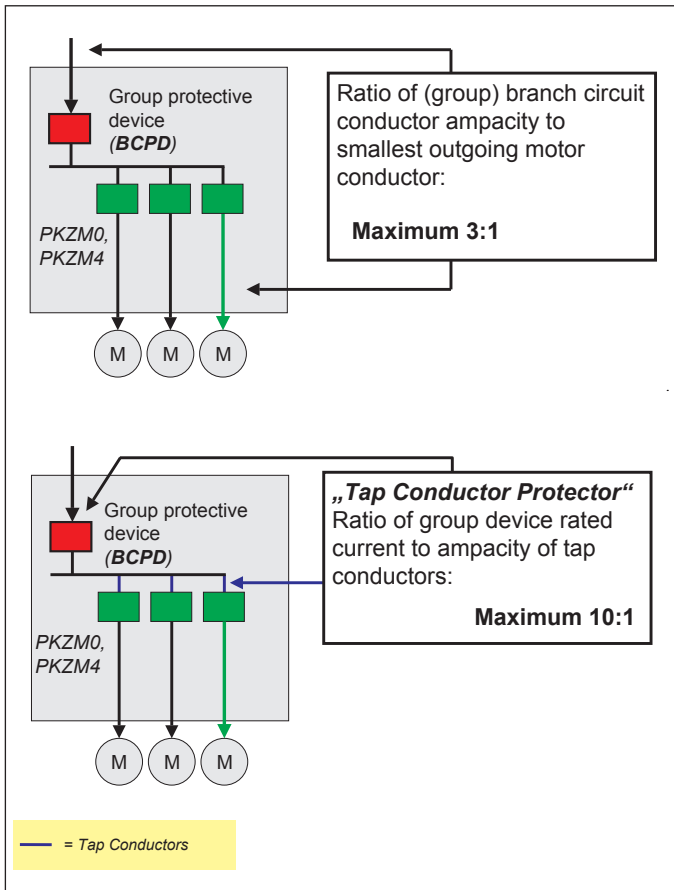 Group protective
device
(BCPD)
PKZM0,
PKZM4
M
M
M
Ratio of (group) branch circuit
conductor ampacity to
smallest outgoing motor
conductor:
Maximum 3:1
Group protective
device
(BCPD)
PKZM0,
PKZM4
M
M
M
„Tap Conductor Protector“
Ratio of group device rated
current to ampacity of tap
conductors:
Maximum 10:1
= Tap Conductors